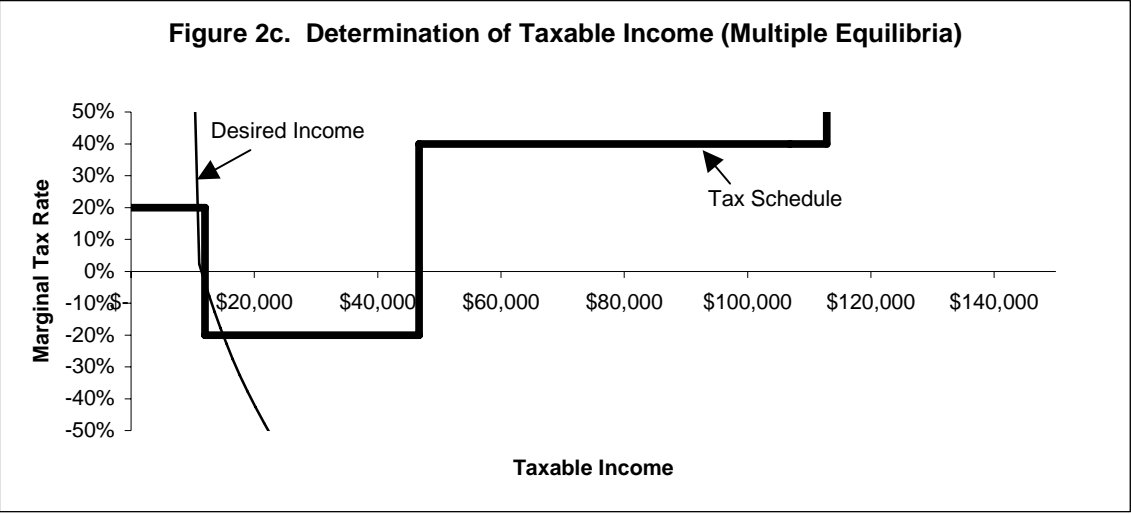 Figure 2c. Determination of Taxable Income (Multiple Equilibria)
50%
40%
30%
20%
10%
0%
-10%
-20%
-30%
-40%
-50%
Marginal Tax Rate
Desired Income
Tax Schedule
$- $20,000 $40,000 $60,000 $80,000 $100,000 $120,000 $140,000
Taxable Income